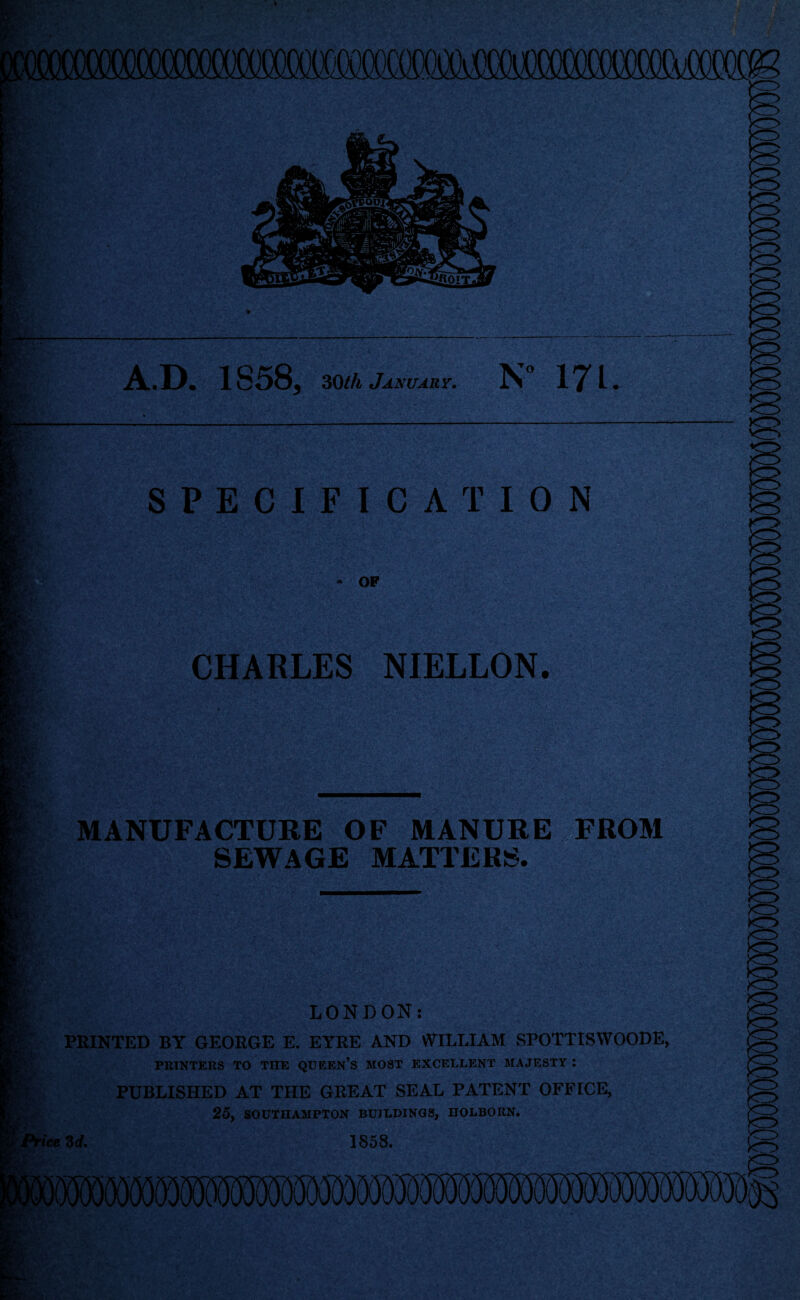 A.D. 1858, 30th JANUARY. N° 171.
SPECIFICATION
OF
CHARLES NIELLON.
MANUFACTURE OF MANURE FROM
SEWAGE MATTERS.
LONDON:
PRINTED BY GEORGE E. EYRE AND WILLIAM SPOTTISWOODE,
PRINTERS TO THE QUEEN'S MOST EXCELLENT MAJESTY:
PUBLISHED AT THE GREAT SEAL PATENT OFFICE,
25, SOUTHAMPTON BUILDINGS, HOLBORN.
Price 3d. 1858.